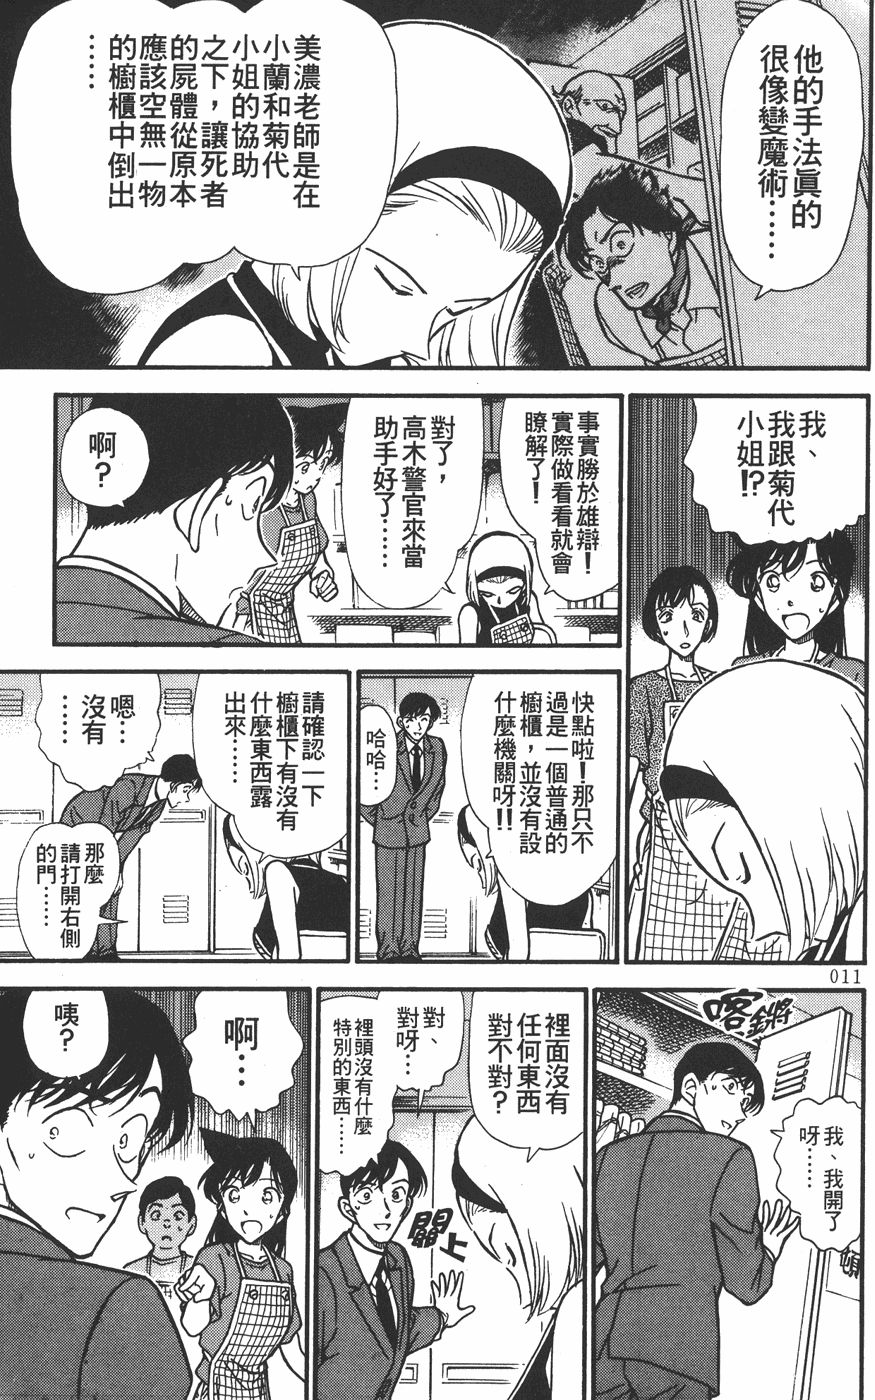 他的手法真的
很像變魔術……
美濃老師是在
小蘭和菊代
小姐的協助
之下，讓死者
的屍體從原本
應該空無一物
的櫥櫃中倒出
……
我、
我跟菊代
小姐!?
事實勝於雄辯！
實際做看看就會
瞭解了！
對了，
高木警官來當
助手好了……
啊？
快點啦！那只不
過是一個普通的
櫥櫃，並沒有設
什麼機關呀!!
哈哈…
請確認一下
櫥櫃下有沒有
什麼東西露
出來……
嗯…
沒有
……
那麼
請打開右側
的門……
011
喀鏘
我、我開了
呀……
頓
裡面沒有
任何東西
對不對？
對、
對呀…
裡頭沒有什麼
特別的東西……
關上
啊…
咦？